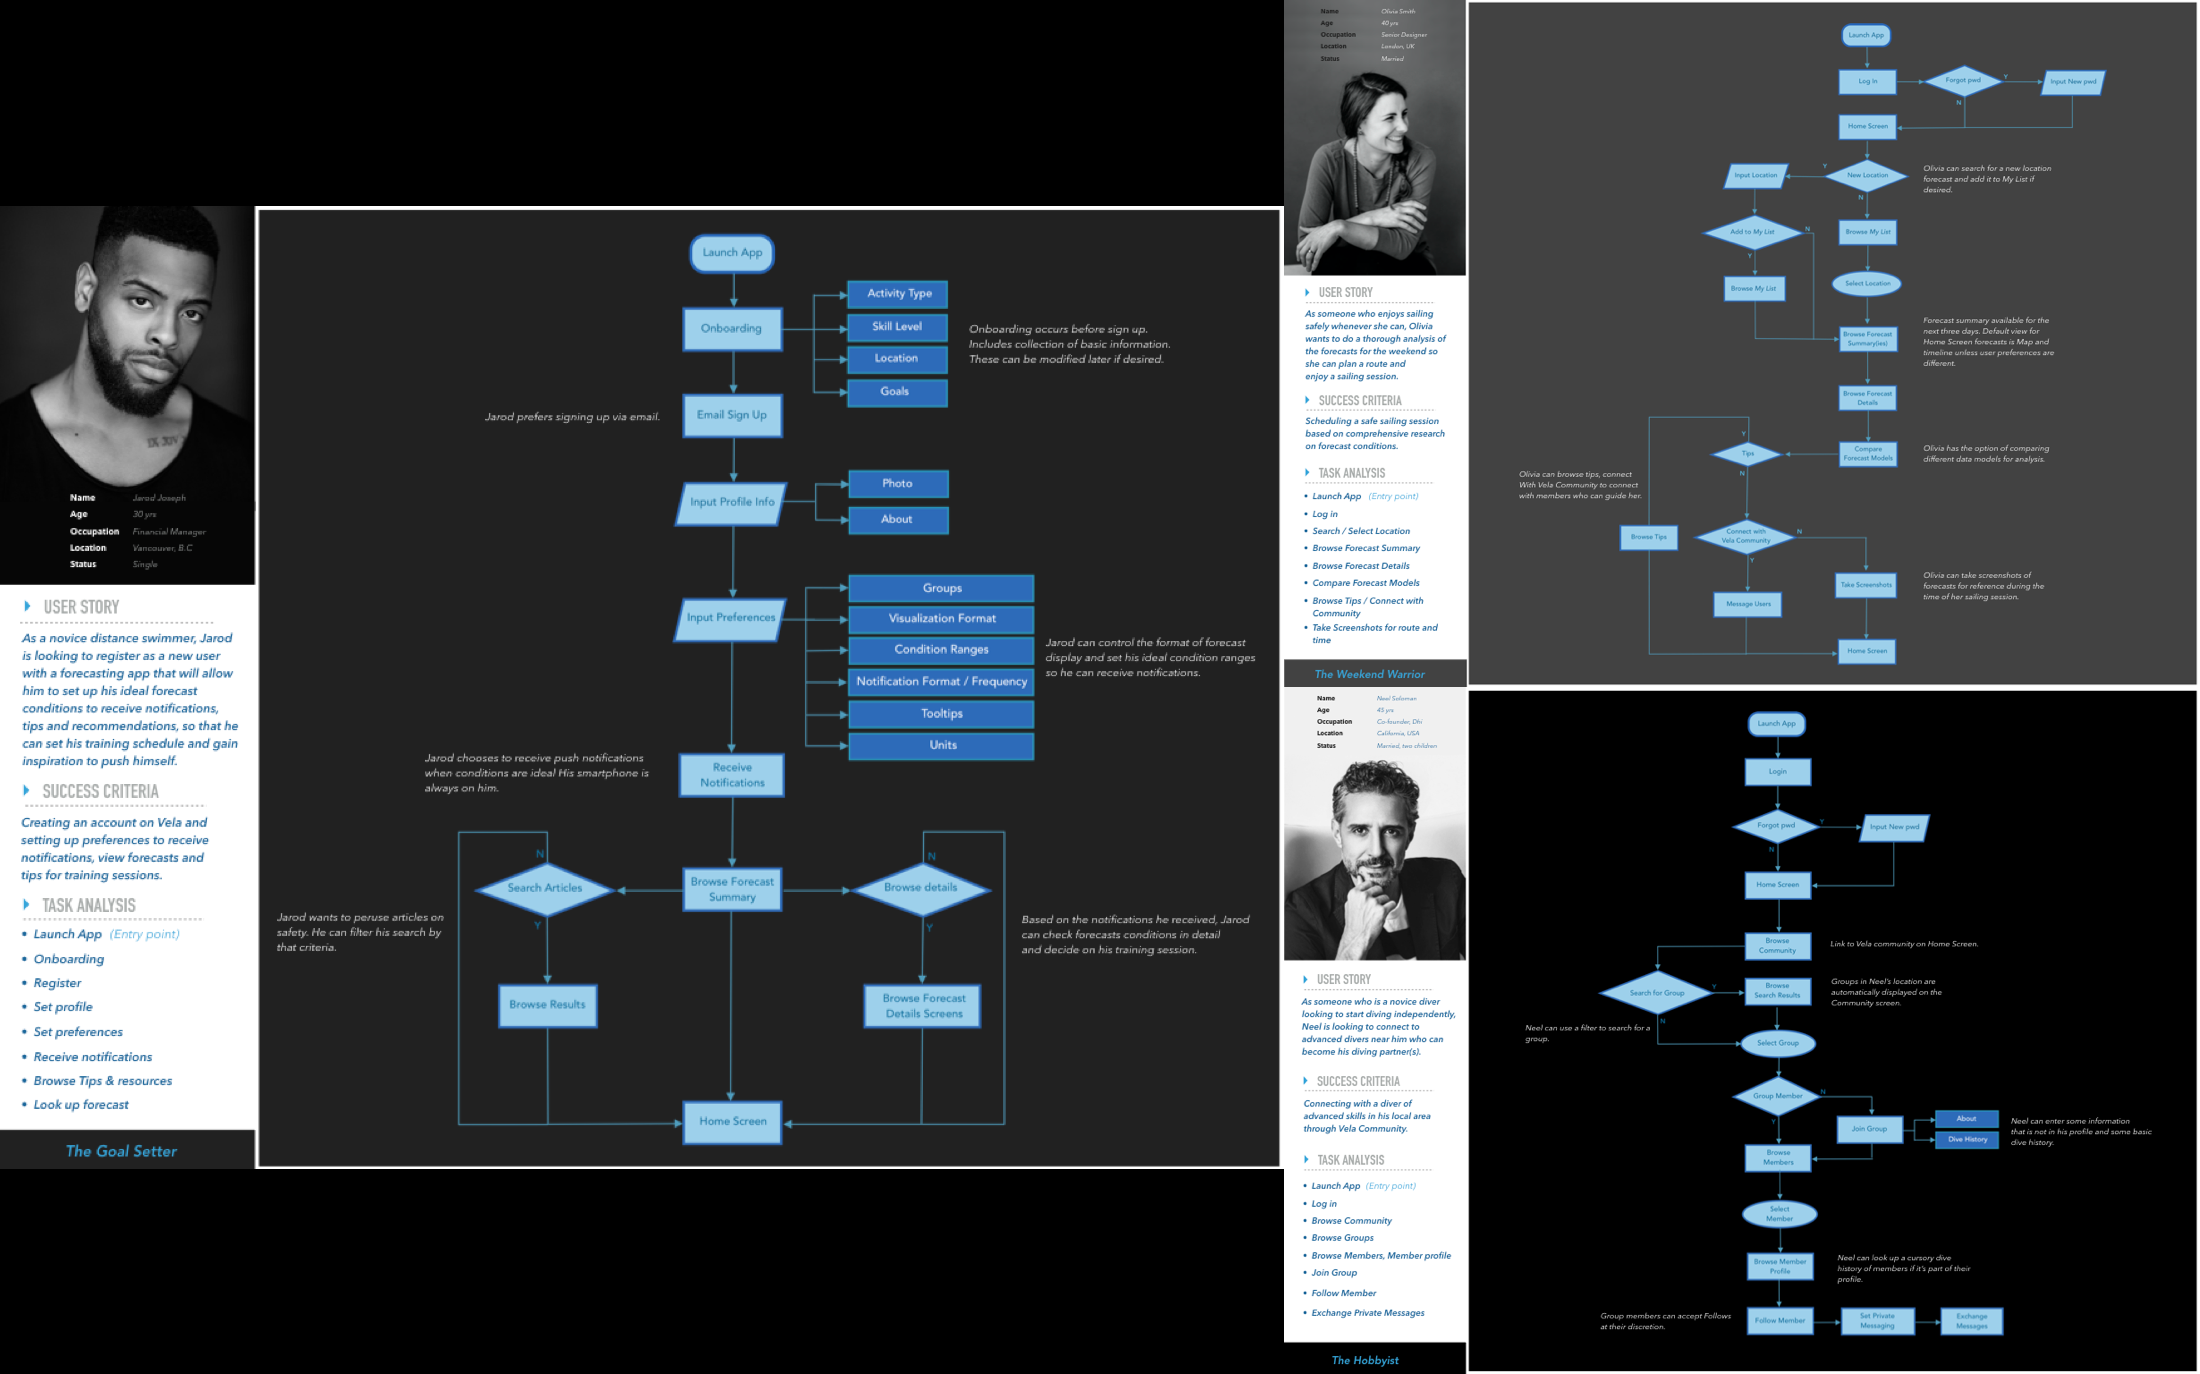 Name Jarod Joseph
Age 30 yrs
Occupation Financial Manager
Location Vancouver, B.C
Status Single
USER STORY
As a novice distance swimmer, Jarod
is looking to register as a new user
with a forecasting app that will allow
him to set up his ideal forecast
conditions to receive notifications,
tips and recommendations, so that he
can set his training schedule and gain
inspiration to push himself.
SUCCESS CRITERIA
Creating an account on Vela and
setting up preferences to receive
notifications, view forecasts and
tips for training sessions.
TASK ANALYSIS
• Launch App (Entry point)
• Onboarding
• Register
• Set profile
• Set preferences
• Receive notifications
• Browse Tips & resources
• Look up forecast
The Goal Setter
Launch App
Onboarding
Activity Type
Skill Level
Location
Goals
Onboarding occurs before sign up.
Includes collection of basic information.
These can be modified later if desired.
Jarod prefers signing up via email.
Email Sign Up
Input Profile Info
Photo
About
Input Preferences
Groups
Visualization Format
Condition Ranges
Notification Format / Frequency
Tooltips
Units
Jarod can control the format of forecast
display and set his ideal condition ranges
so he can receive notifications.
Jarod chooses to receive push notifications
when conditions are ideal His smartphone is
always on him.
Receive
Notifications
N
Search Articles
Y
Browse Forecast
Summary
N
Browse details
Y
Jarod wants to peruse articles on
safety. He can filter his search by
that criteria.
Based on the notifications he received, Jarod
can check forecasts conditions in detail
and decide on his training session.
Browse Results
Browse Forecast
Details Screens
Home Screen
Name Olivia Smith
Age 40 yrs
Occupation Senior Designer
Location London, UK
Status Married
USER STORY
As someone who enjoys sailing
safely whenever she can, Olivia
wants to do a thorough analysis of
the forecasts for the weekend so
she can plan a route and
enjoy a sailing session.
SUCCESS CRITERIA
Scheduling a safe sailing session
based on comprehensive research
on forecast conditions.
TASK ANALYSIS
• Launch App (Entry point)
• Log in
• Search / Select Location
• Browse Forecast Summary
• Browse Forecast Details
• Compare Forecast Models
• Browse Tips / Connect with
Community
• Take Screenshots for route and
time
The Weekend Warrior
Launch App
Log In
Forgot pwd
Y
Input New pwd
N
Home Screen
Input Location
Y
New Location
N
Olivia can search for a new location
forecast and add it to My List if
desired.
Add to My List
N
Y
Browse My List
Browse My List
Select Location
Browse Forecast
Summary(ies)
Forecast summary available for the
next three days. Default view for
Home Screen forecasts is Map and
timeline unless user preferences are
different.
Browse Forecast
Details
Compare
Forecast Models
Olivia has the option of comparing
different data models for analysis.
Y
Tips
N
Olivia can browse tips, connect
With Vela Community to connect
with members who can guide her.
Browse Tips
Connect with
Vela Community
N
Y
Message Users
Take Screenshots
Olivia can take screenshots of
forecasts for reference during the
time of her sailing session.
Home Screen
Name Neel Soloman
Age 45 yrs
Occupation Co-founder, Dhi
Location California, USA
Status Married, two children
USER STORY
As someone who is a novice diver
looking to start diving independently,
Neel is looking to connect to
advanced divers near him who can
become his diving partner(s).
SUCCESS CRITERIA
Connecting with a diver of
advanced skills in his local area
through Vela Community.
TASK ANALYSIS
• Launch App (Entry point)
• Log in
• Browse Community
• Browse Groups
• Browse Members, Member profile
• Join Group
• Follow Member
• Exchange Private Messages
The Hobbyist
Launch App
Login
Forgot pwd
Y
Input New pwd
N
Home Screen
Browse
Community
Link to Vela community on Home Screen.
Search for Group
Y
N
Browse
Search Results
Groups in Neel's location are
automatically displayed on the
Community screen.
Neel can use a filter to search for a
group.
Select Group
Group Member
N
Y
Join Group
About
Dive History
Neel can enter some information
that is not in his profile and some basic
dive history.
Browse
Members
Select
Member
Browse Member
Profile
Neel can look up a cursory dive
history of members if it's part of their
profile.
Group members can accept Follows
at their discretion.
Follow Member
Set Private
Messaging
Exchange
Messages